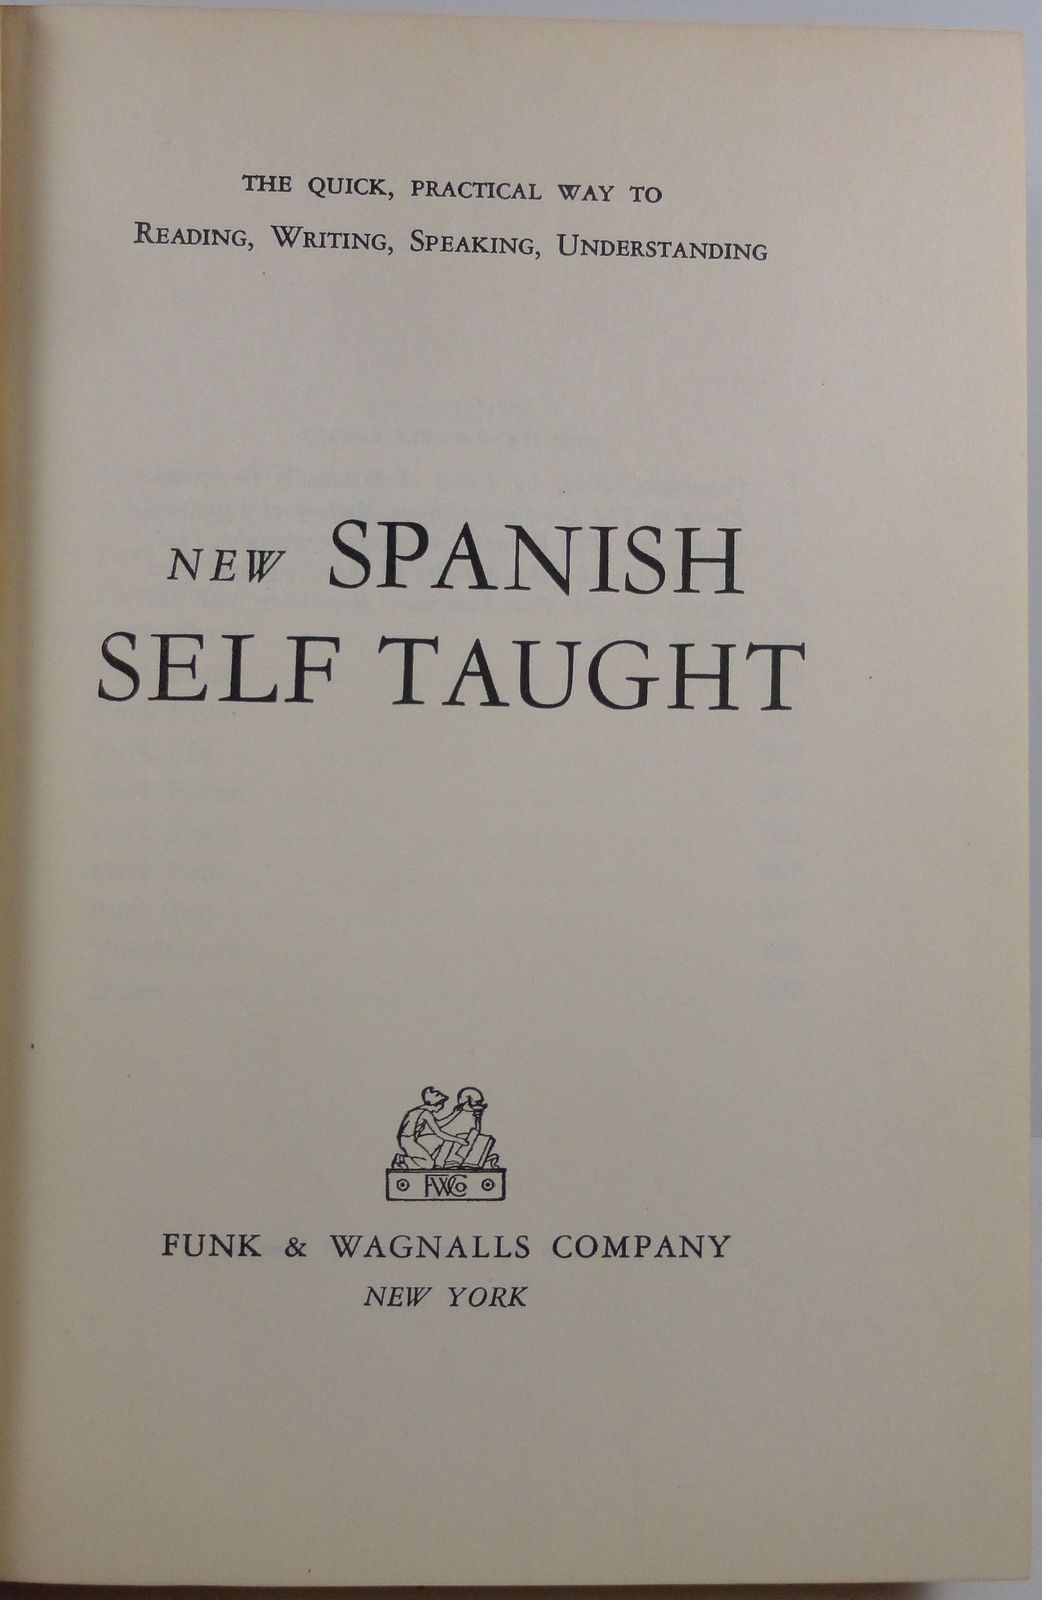 THE QUICK, PRACTICAL WAY TO
READING, WRITING, SPEAKING, UNDERSTANDING
NEW SPANISH
SELF TAUGHT
FWCo
FUNK & WAGNALLS COMPANY
NEW YORK